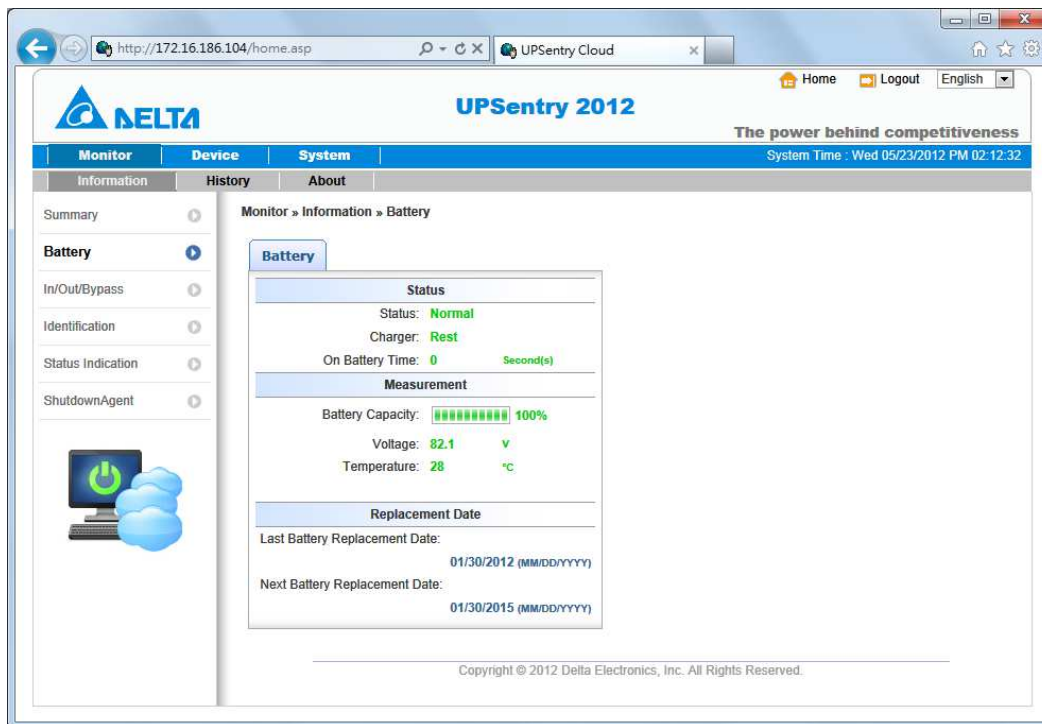 http://172.16.186.104/home.asp
UPSentry Cloud
Home Logout English
DELTA
UPSentry 2012
The power behind competitiveness
Monitor Device System
System Time : Wed 05/23/2012 PM 02:12:32
Information History About
Summary
Battery
In/Out/Bypass
Identification
Status Indication
ShutdownAgent
Monitor » Information » Battery
Battery
Status
Status: Normal
Charger: Rest
On Battery Time: 0 Second(s)
Measurement
Battery Capacity: 100%
Voltage: 82.1 V
Temperature: 28 °C
Replacement Date
Last Battery Replacement Date:
01/30/2012 (MM/DD/YYYY)
Next Battery Replacement Date:
01/30/2015 (MM/DD/YYYY)
Copyright © 2012 Delta Electronics, Inc. All Rights Reserved.